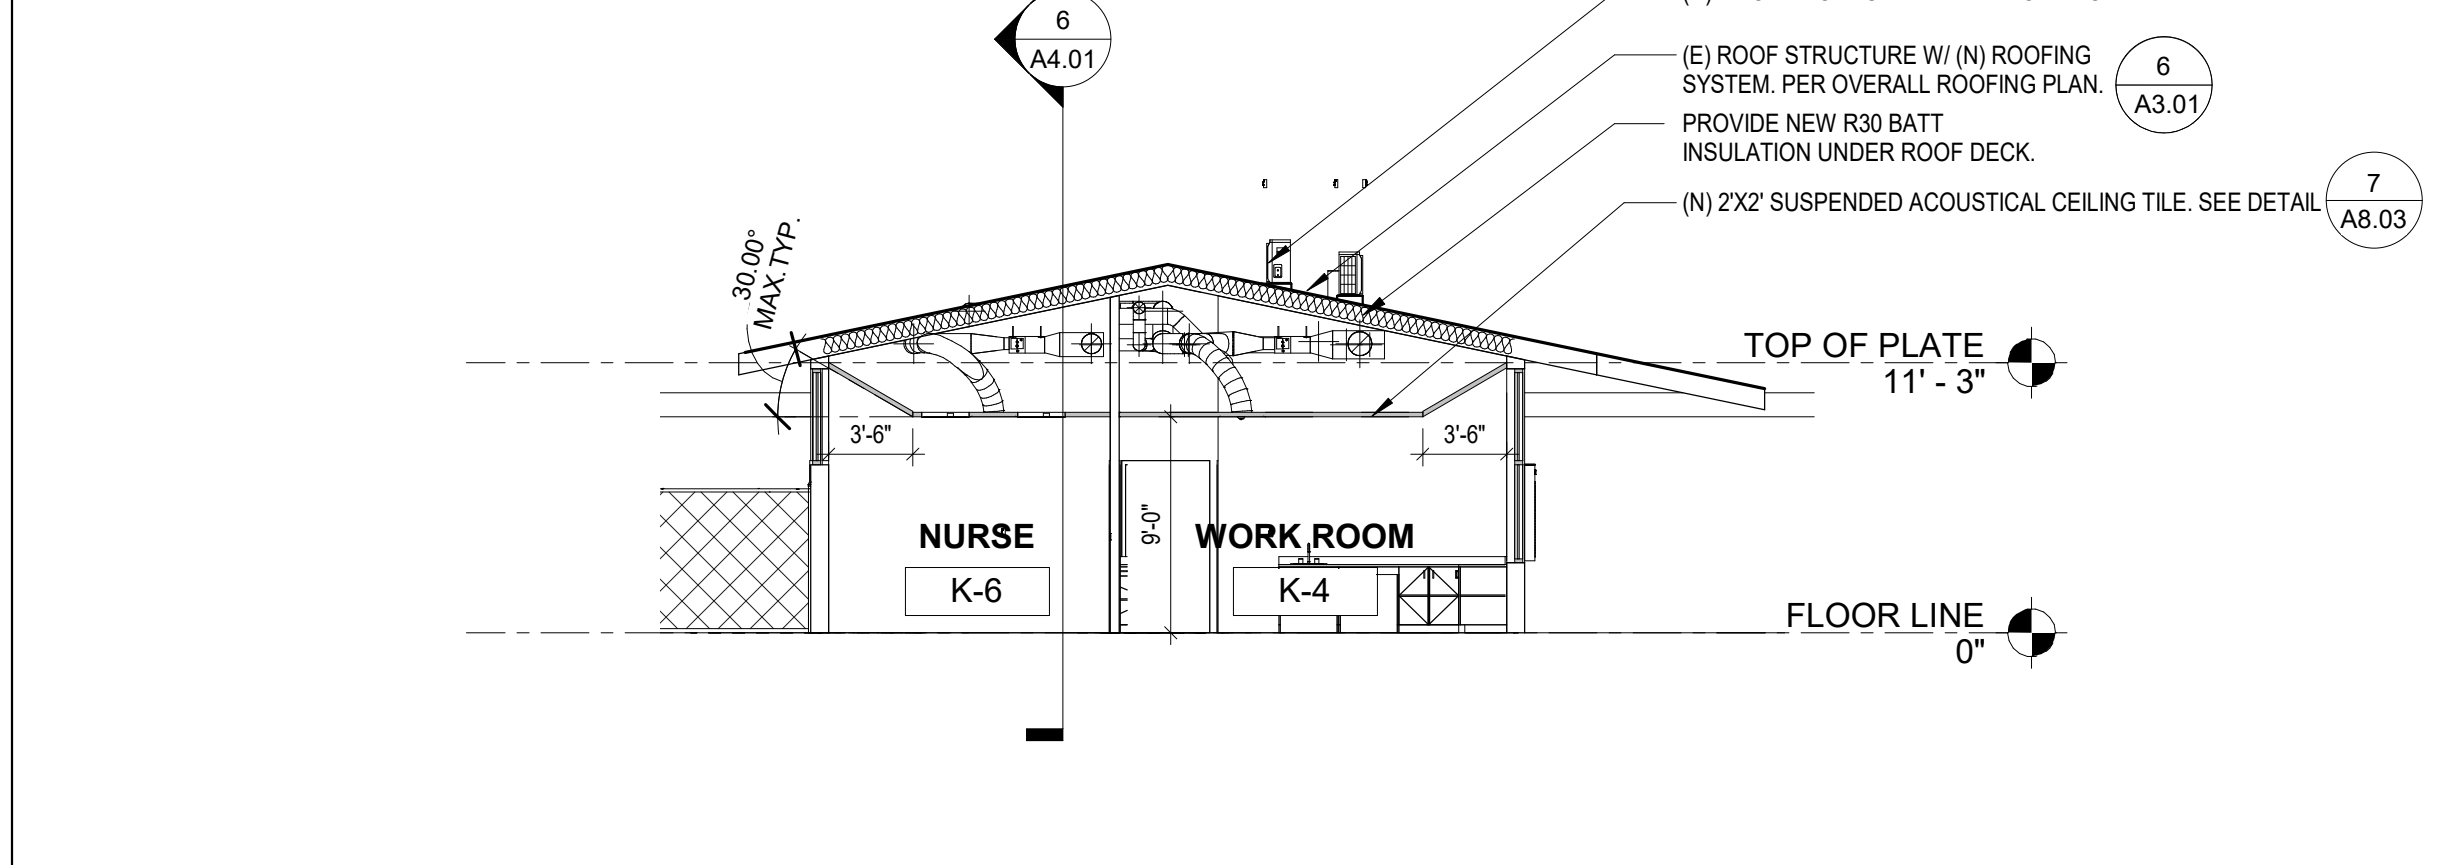 6
A4.01
(E) ROOF STRUCTURE W/ (N) ROOFING
SYSTEM. PER OVERALL ROOFING PLAN.
6
A3.01
PROVIDE NEW R30 BATT
INSULATION UNDER ROOF DECK.
(N) 2'X2' SUSPENDED ACOUSTICAL CEILING TILE. SEE DETAIL
7
A8.03
30.00°
MAX.TYP.
TOP OF PLATE
11' - 3"
3'-6"
3'-6"
9'-0"
NURSE
K-6
WORK ROOM
K-4
FLOOR LINE
0"